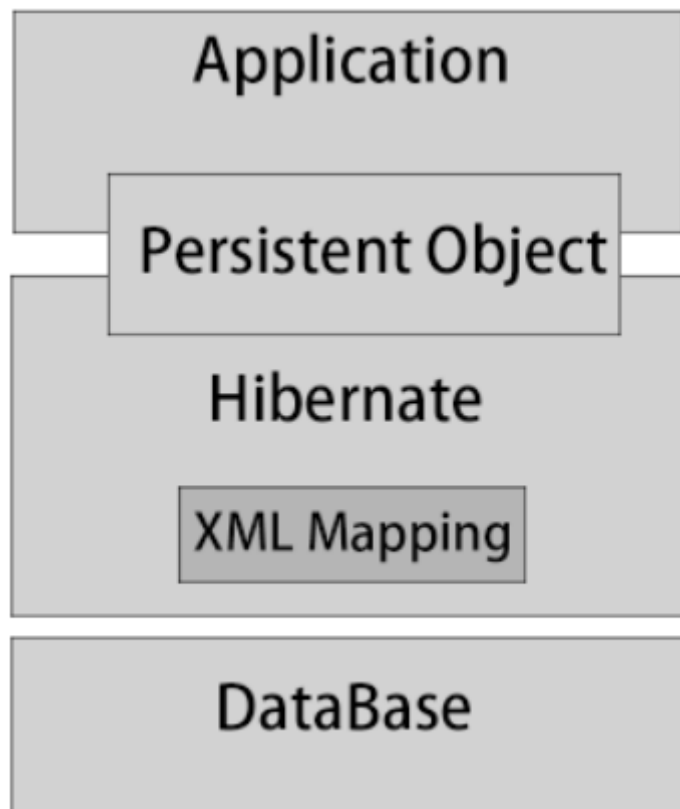 Application
Persistent Object
Hibernate
XML Mapping
DataBase